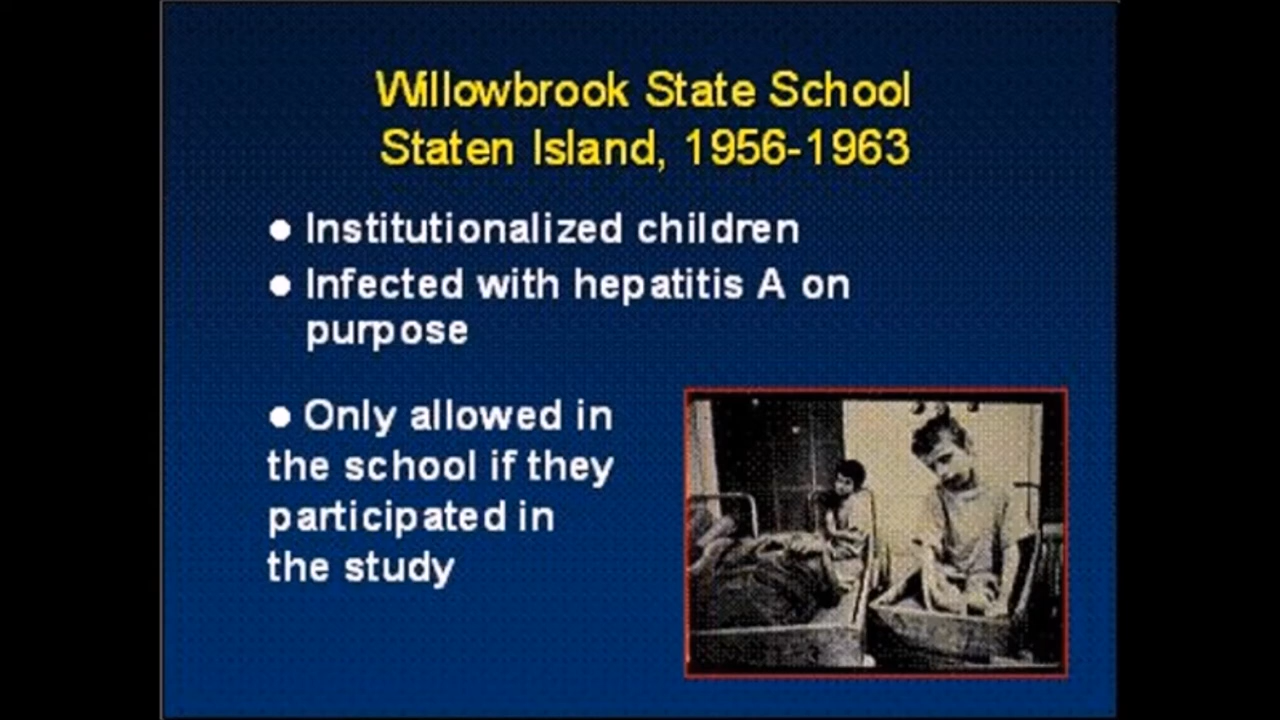 Willowbrook State School
Staten Island, 1956-1963
● Institutionalized children
● Infected with hepatitis A on
purpose
● Only allowed in
the school if they
participated in
the study